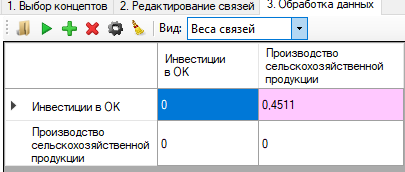 1. Выбор концептов 2. Редактирование связей 3. Обработка данных
Вид: Веса связей
Инвестиции
в ОК
Производство
сельскохозяйственной
продукции
Инвестиции
в ОК
0 0,4511
Производство
сельскохозяйственной
продукции
0 0